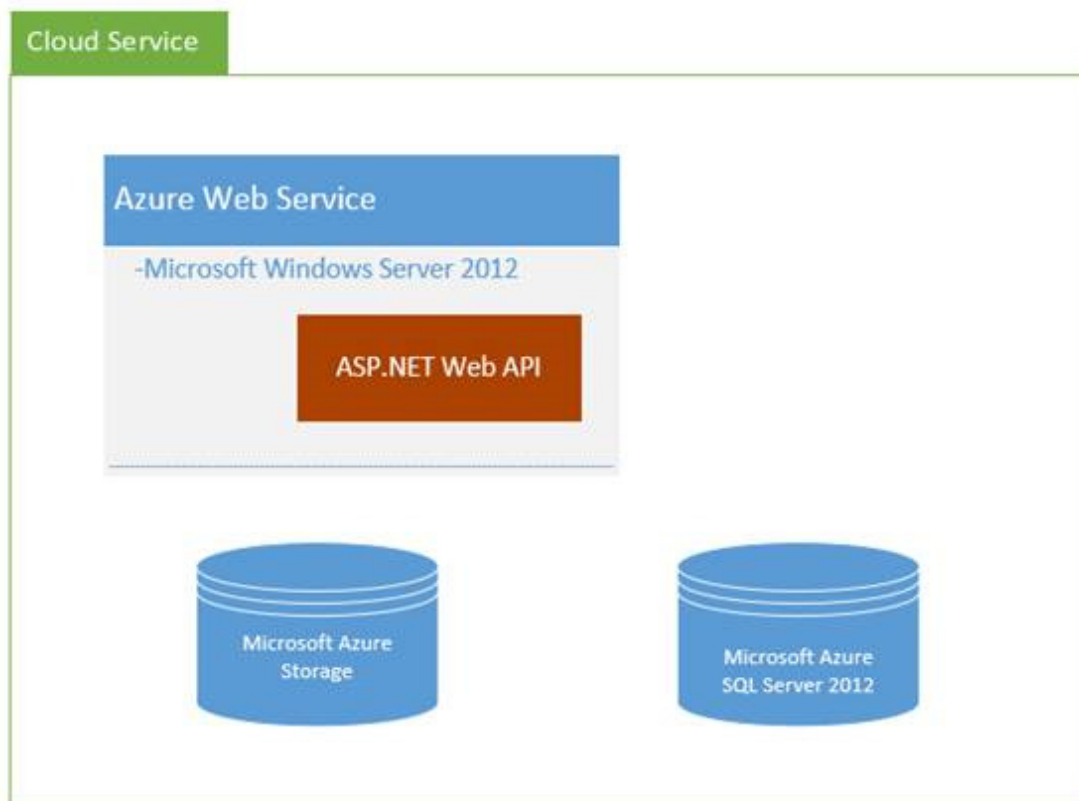 Cloud Service
Azure Web Service
-Microsoft Windows Server 2012
ASP.NET Web API
Microsoft Azure
Storage
Microsoft Azure
SQL Server 2012